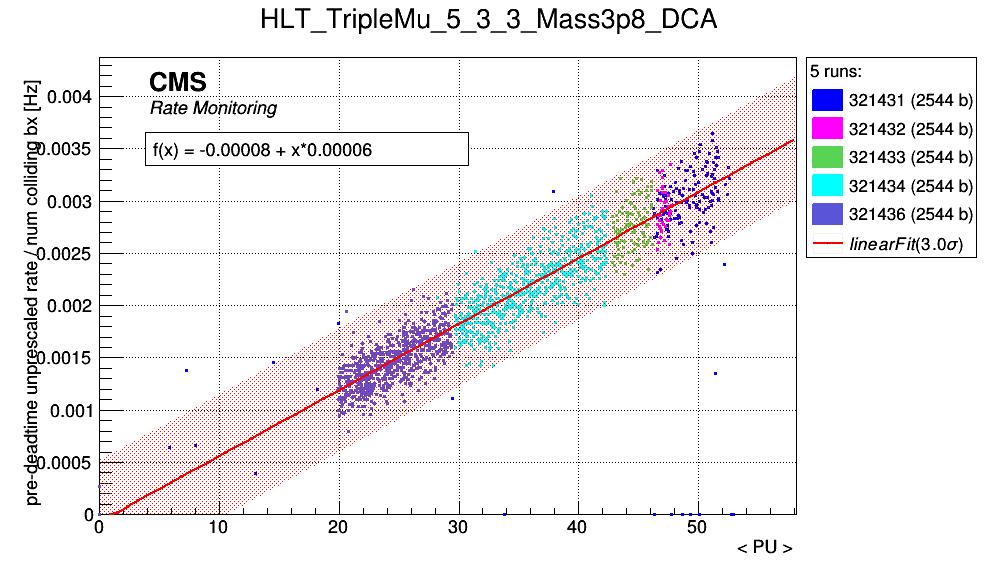 HLT_TripleMu_5_3_3_Mass3p8_DCA
pre-deadtime unprescaled rate / num colliding bx [Hz]
CMS
Rate Monitoring
f(x) = -0.00008 + x*0.00006
0.004
0.0035
0.003
0.0025
0.002
0.0015
0.001
0.0005
0
0 10 20 30 40 50
< PU >
5 runs:
321431 (2544 b)
321432 (2544 b)
321433 (2544 b)
321434 (2544 b)
321436 (2544 b)
linearFit(3.0σ)